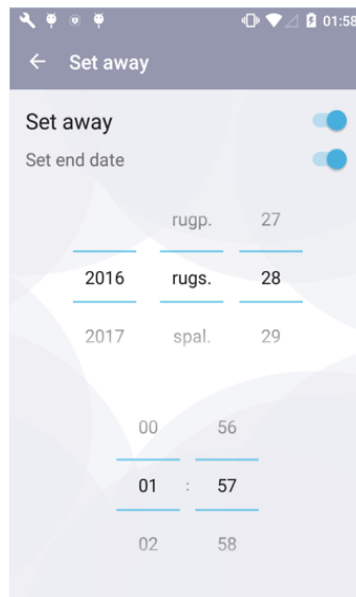 01:58
Set away
Set away
Set end date
rugp. 27
2016 rugs. 28
2017 spal. 29
00 56
01 : 57
02 58